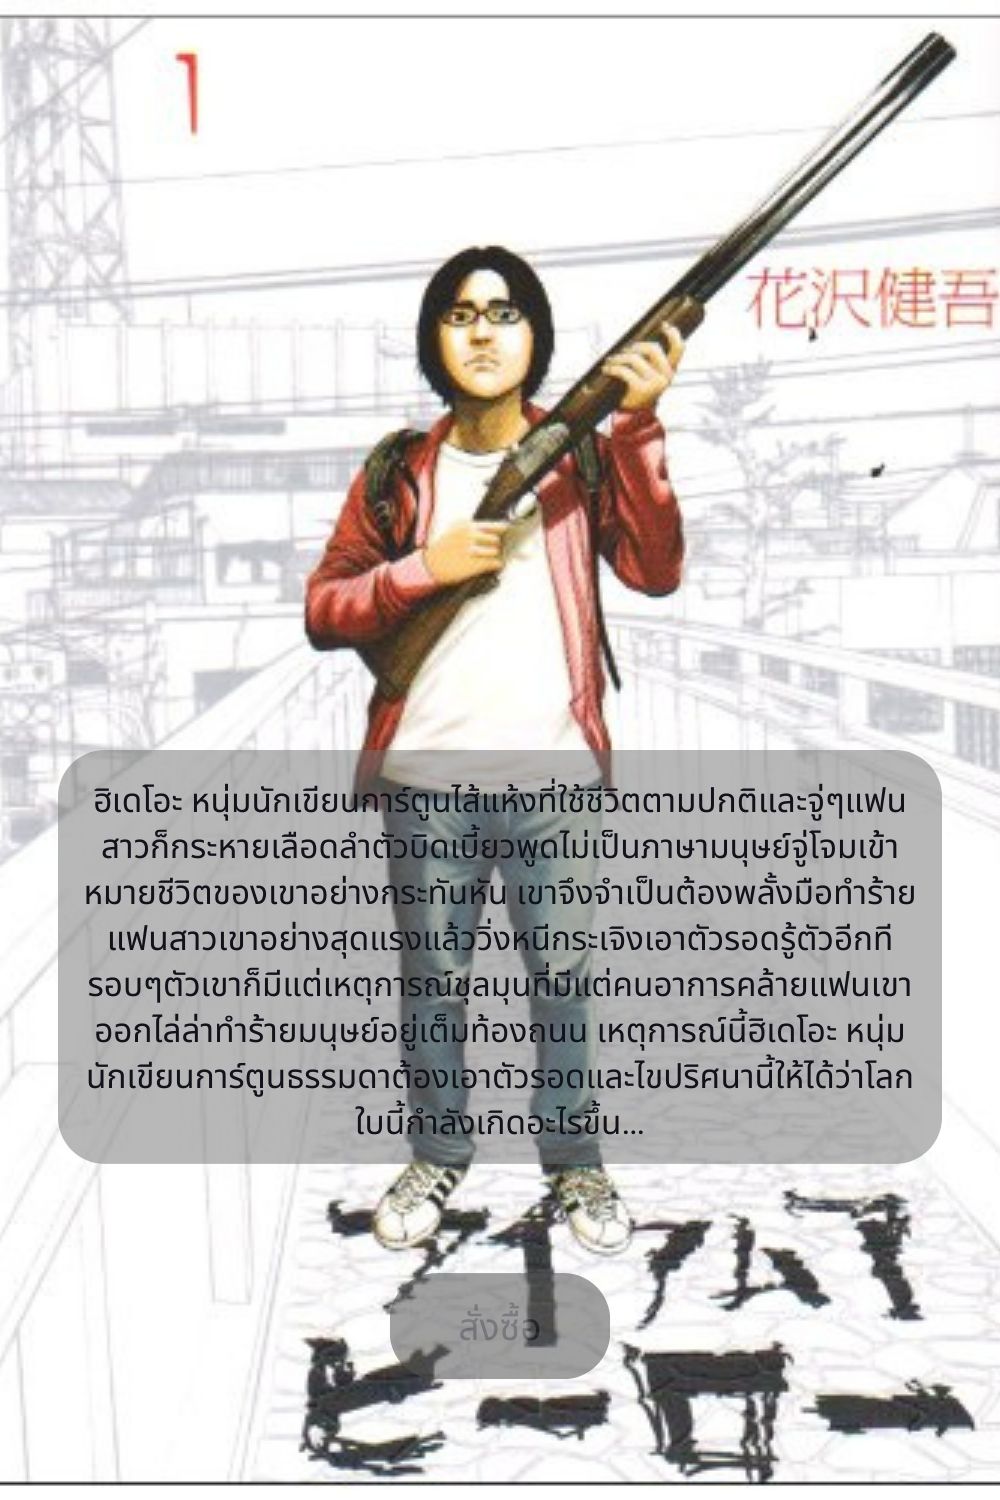 1
花沢健吾
ฮิเดโอะ หนุ่มนักเขียนการ์ตูนไส้แห้งที่ใช้ชีวิตตามปกติและจู่ๆแฟน
สาวก็กระหายเลือดลำตัวบิดเบี้ยวพูดไม่เป็นภาษามนุษย์จู่โจมเข้า
หมายชีวิตของเขาอย่างกระทันหัน เขาจึงจำเป็นต้องพลั้งมือทำร้าย
แฟนสาวเขาอย่างสุดแรงแล้ววิ่งหนีกระเจิงเอาตัวรอดรู้ตัวอีกที
รอบๆตัวเขาก็มีแต่เหตุการณ์ชุลมุนที่มีแต่คนอาการคล้ายแฟนเขา
ออกไล่ล่าทำร้ายมนุษย์อยู่เต็มท้องถนน เหตุการณ์นี้ฮิเดโอะ หนุ่ม
นักเขียนการ์ตูนธรรมดาต้องเอาตัวรอดและไขปริศนานี้ให้ได้ว่าโลก
ใบนี้กำลังเกิดอะไรขึ้น...
アイアム
สั่งซื้อ
ヒーロー